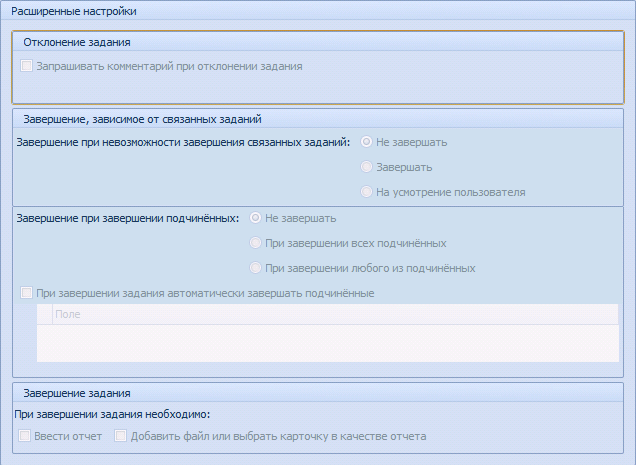 Расширенные настройки
Отклонение задания
Запрашивать комментарий при отклонении задания
Завершение, зависимое от связанных заданий
Завершение при невозможности завершения связанных заданий: Не завершать
Завершать
На усмотрение пользователя
Завершение при завершении подчинённых: Не завершать
При завершении всех подчинённых
При завершении любого из подчинённых
При завершении задания автоматически завершать подчинённые
Поле
Завершение задания
При завершении задания необходимо:
Ввести отчет Добавить файл или выбрать карточку в качестве отчета